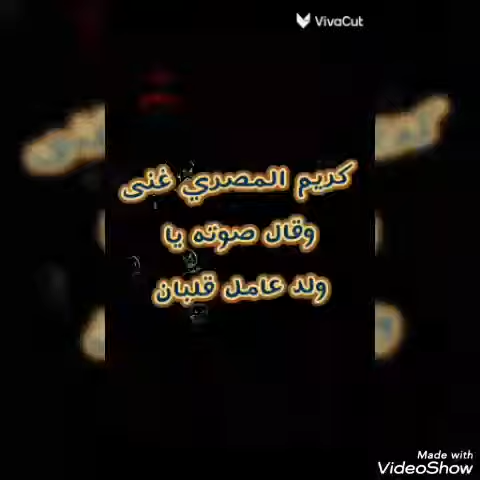 VivaCut
كريم المصري غنى
وقال صوته يا
ولد عامل قلبان
Made with
VideoShow